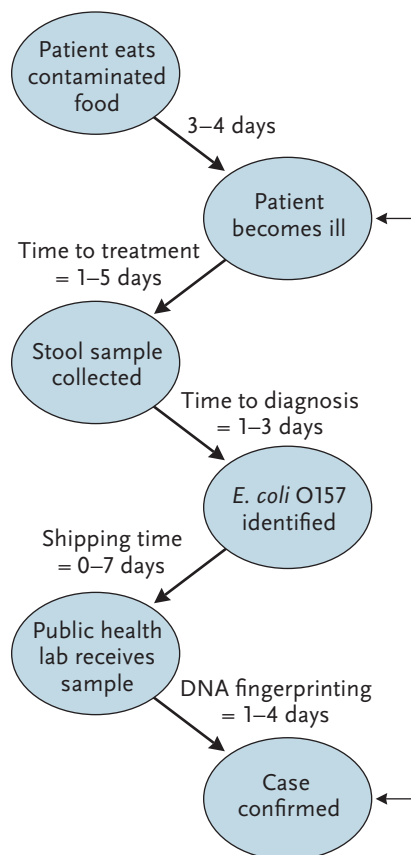 Patient eats
contaminated
food
3–4 days
Patient
becomes ill
Time to treatment
= 1–5 days
Stool sample
collected
Time to diagnosis
= 1–3 days
E. coli O157
identified
Shipping time
= 0–7 days
Public health
lab receives
sample
DNA fingerprinting
= 1–4 days
Case
confirmed